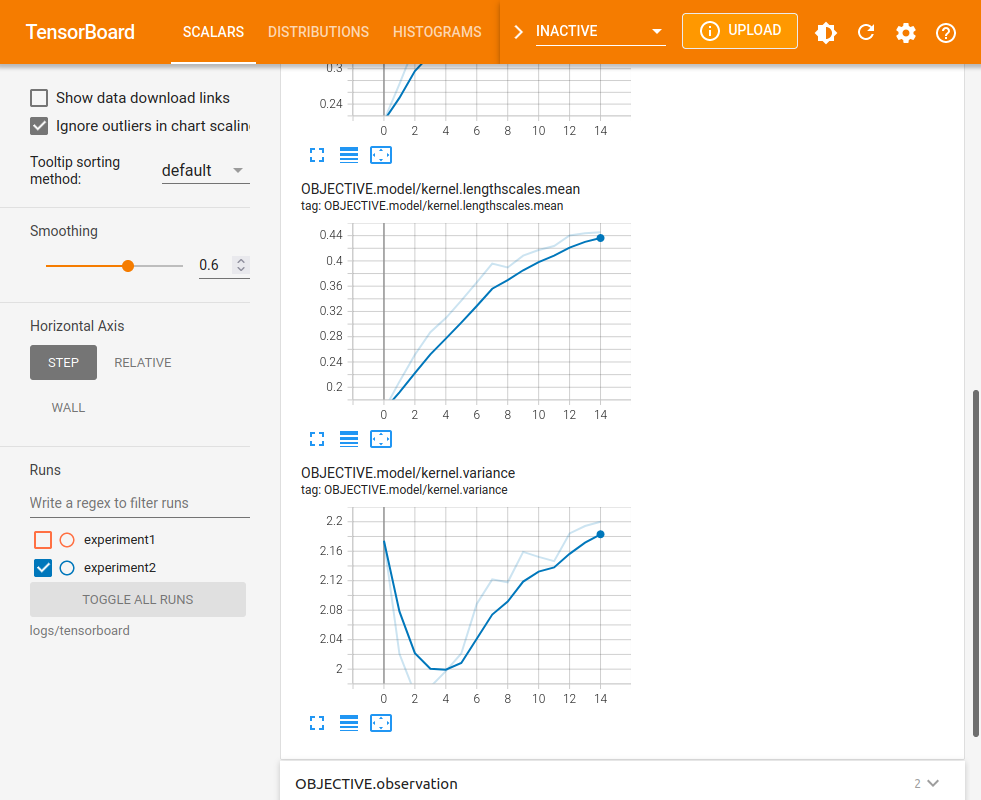 TensorBoard
SCALARS DISTRIBUTIONS HISTOGRAMS
INACTIVE
UPLOAD
Show data download links
Ignore outliers in chart scalin
Tooltip sorting
method:
default
Smoothing
0.6
Horizontal Axis
STEP RELATIVE
WALL
Runs
Write a regex to filter runs
experiment1
experiment2
TOGGLE ALL RUNS
logs/tensorboard
0.3
0.24
0 2 4 6 8 10 12 14
OBJECTIVE.model/kernel.lengthscales.mean
tag: OBJECTIVE.model/kernel.lengthscales.mean
0.44
0.4
0.36
0.32
0.28
0.24
0.2
0 2 4 6 8 10 12 14
OBJECTIVE.model/kernel.variance
tag: OBJECTIVE.model/kernel.variance
2.2
2.16
2.12
2.08
2.04
2
0 2 4 6 8 10 12 14
OBJECTIVE.observation
2